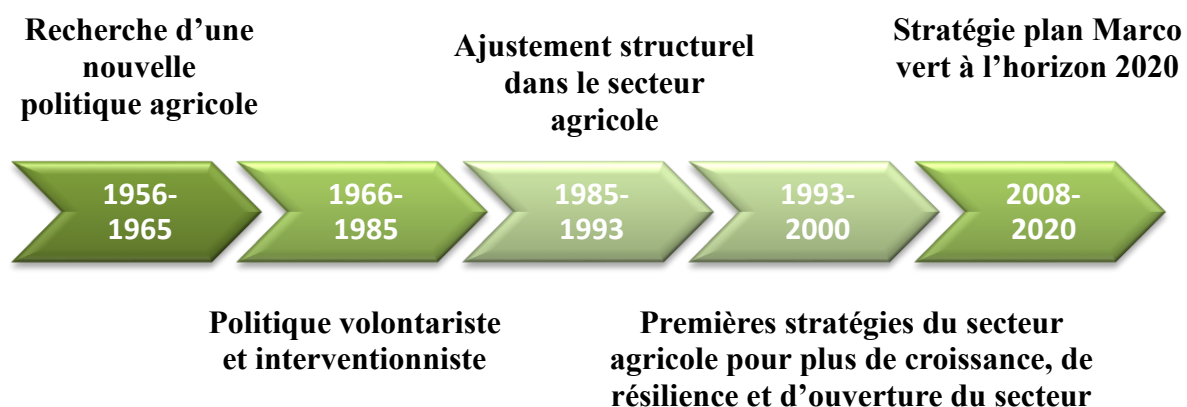 Recherche d’une
nouvelle
politique agricole
Ajustement structurel
dans le secteur
agricole
Stratégie plan Marco
vert à l’horizon 2020
1956-
1965
1966-
1985
1985-
1993
1993-
2000
2008-
2020
Politique volontariste
et interventionniste
Premières stratégies du secteur
agricole pour plus de croissance, de
résilience et d’ouverture du secteur